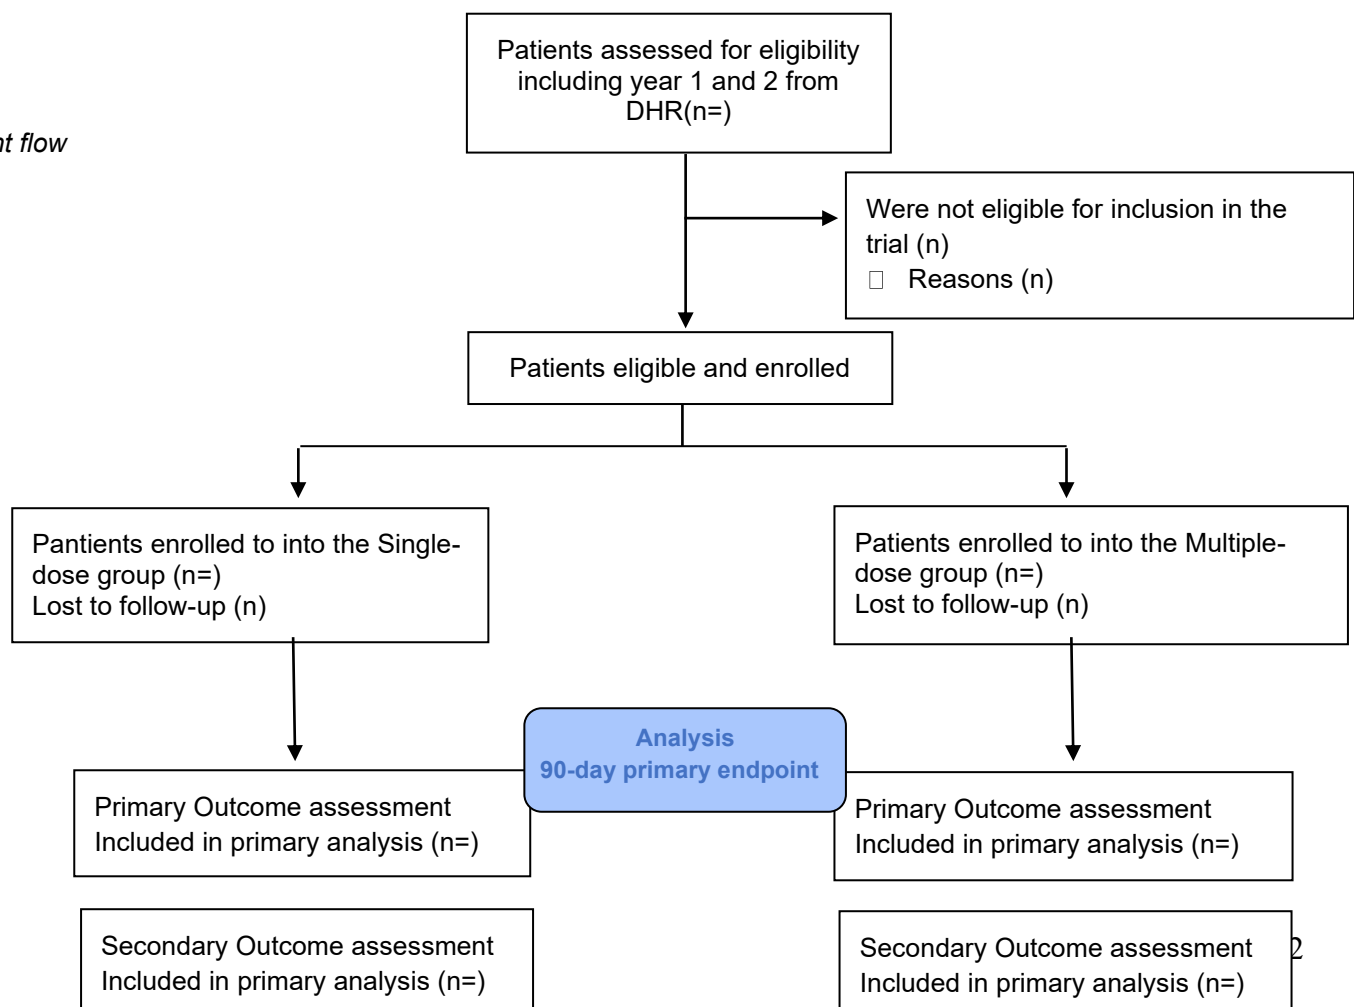 Patients assessed for eligibility
including year 1 and 2 from
DHR(n=)
nt flow
Were not eligible for inclusion in the
trial (n)
Reasons (n)
Patients eligible and enrolled
Pantients enrolled to into the Single-
dose group (n=)
Lost to follow-up (n)
Patients enrolled to into the Multiple-
dose group (n=)
Lost to follow-up (n)
Analysis
90-day primary endpoint
Primary Outcome assessment
Included in primary analysis (n=)
Primary Outcome assessment
Included in primary analysis (n=)
Secondary Outcome assessment
Included in primary analysis (n=)
Secondary Outcome assessment
Included in primary analysis (n=)
2